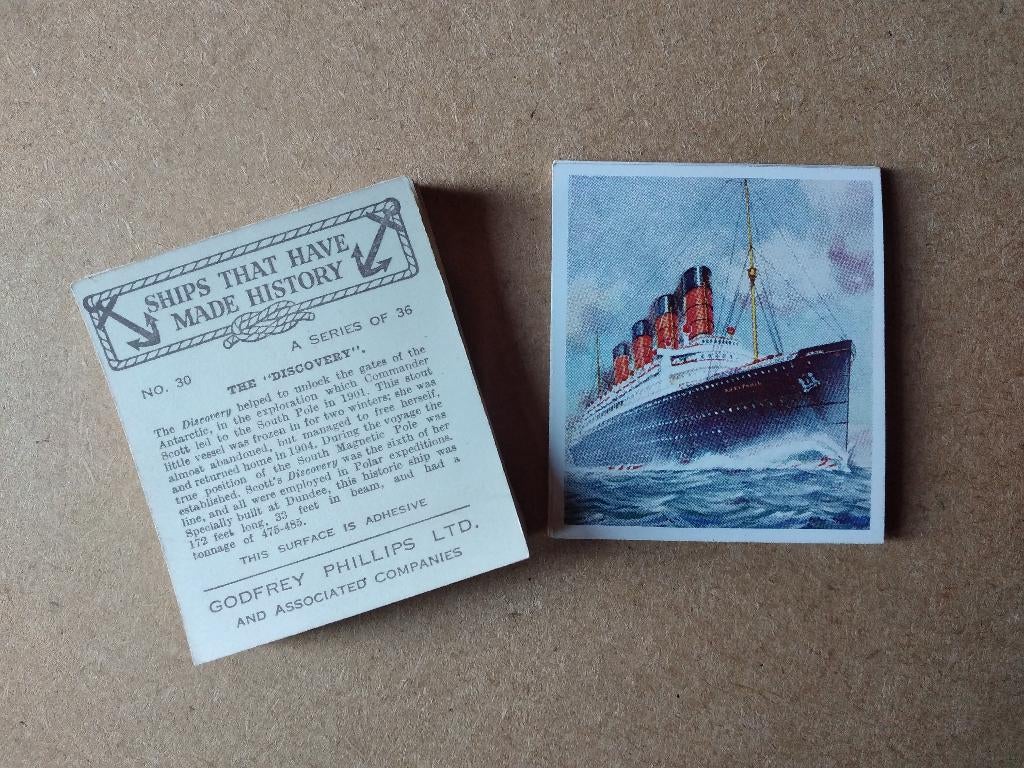 SHIPS THAT HAVE
MADE HISTORY
A SERIES OF 36
NO. 30
THE "DISCOVERY".
The Discovery helped to unlock the gates of the
Antarctic, in the exploration which Commander
Scott led to the South Pole in 1901. This stout
little vessel was frozen in for two winters; she was
almost abandoned, but managed to free herself,
and returned home in 1904. During the voyage the
true position of the South Magnetic Pole was
established. Scott's Discovery was the sixth of her
line, and all were employed in Polar expeditions.
Specially built at Dundee, this historic ship was
172 feet long, 33 feet in beam, and had a
tonnage of 475-485.
THIS SURFACE IS ADHESIVE
GODFREY PHILLIPS LTD.
AND ASSOCIATED COMPANIES